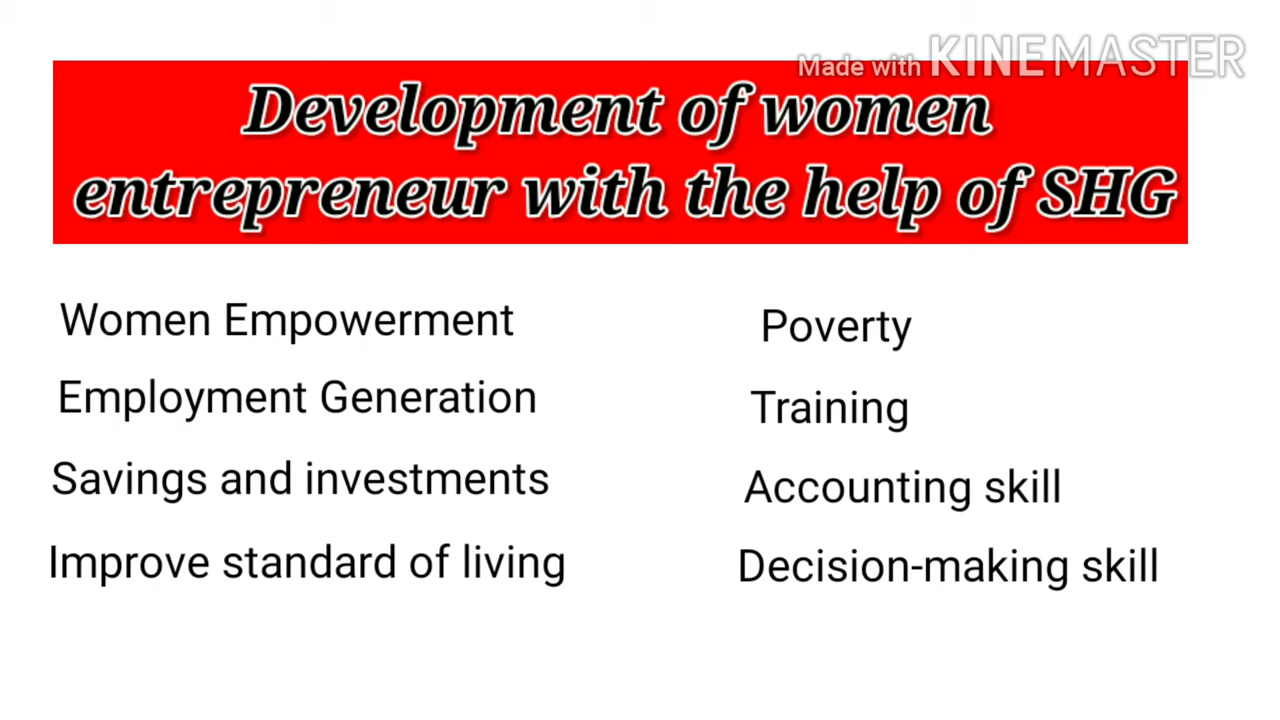 Made with KINEMASTER
Development of women
entrepreneur with the help of SHG
Women Empowerment
Employment Generation
Savings and investments
Improve standard of living
Poverty
Training
Accounting skill
Decision-making skill